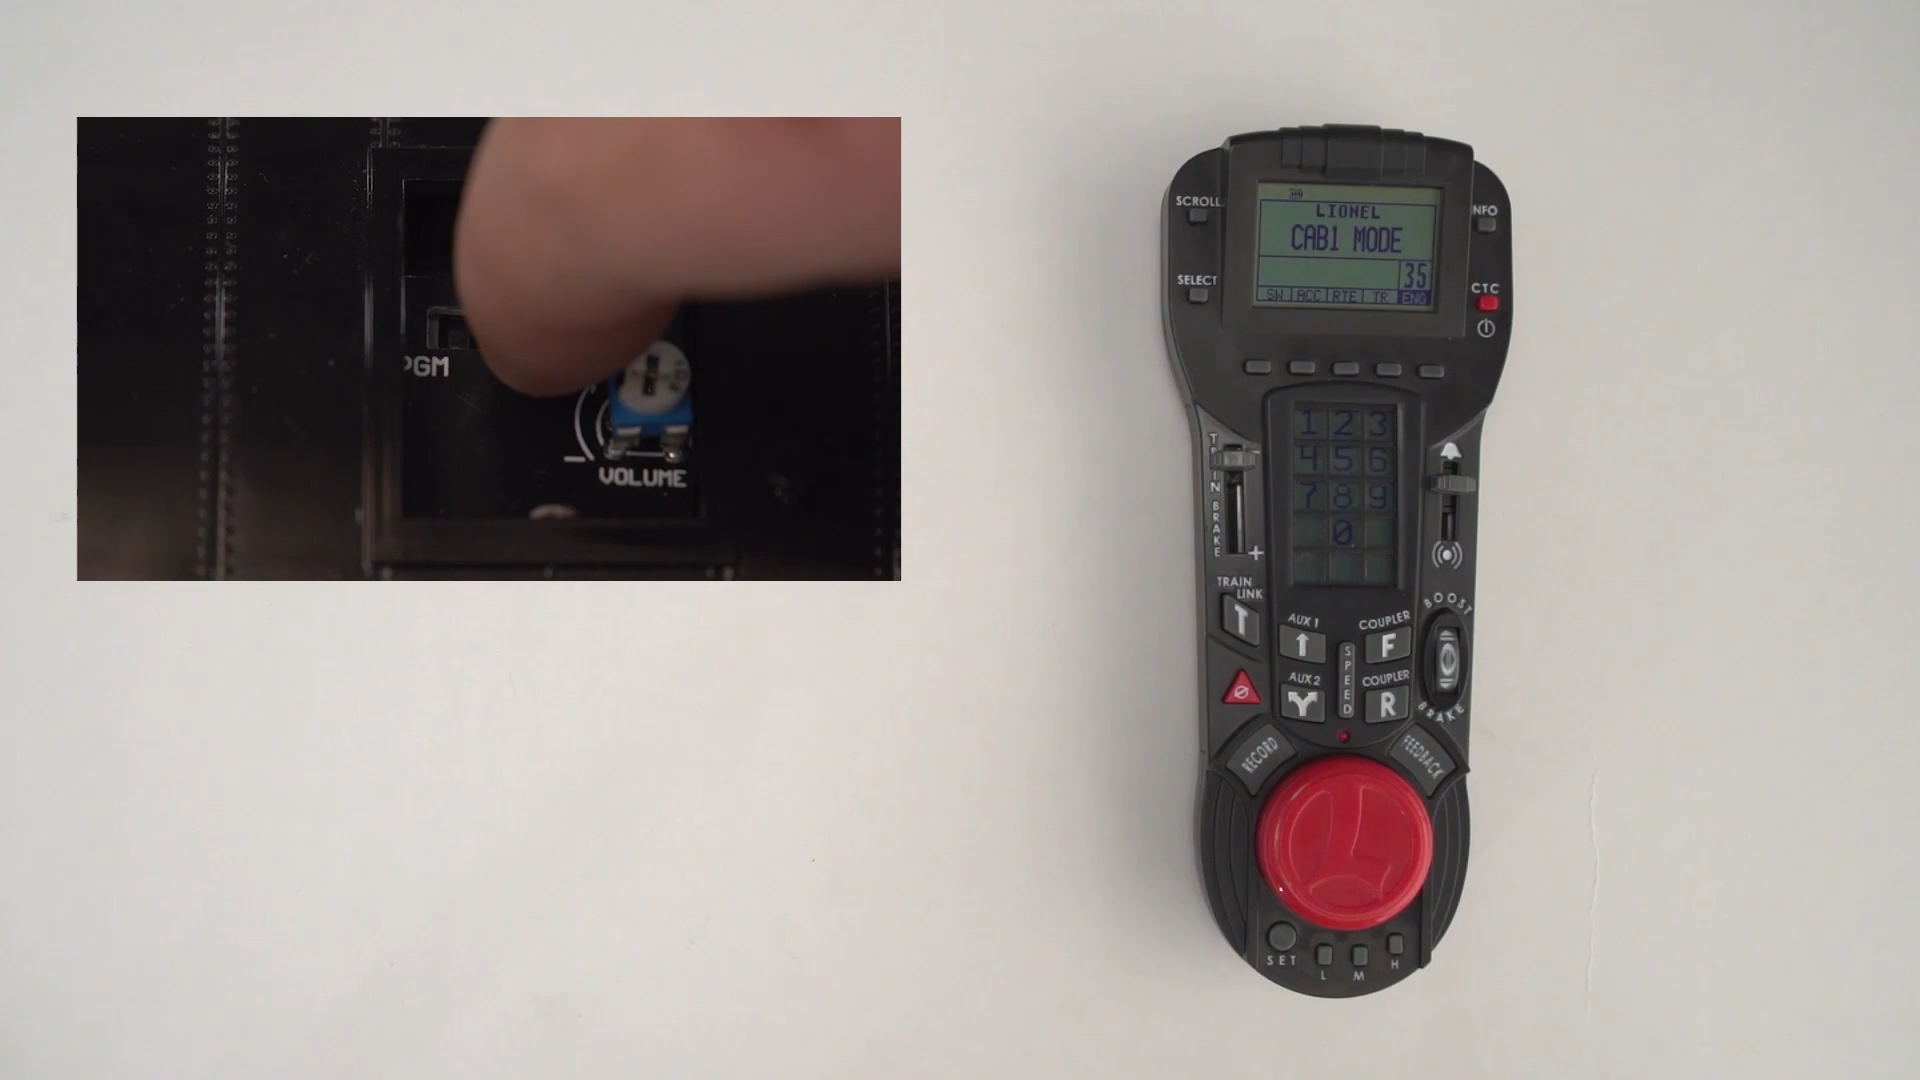 PGM
VOLUME
SCROLL
SELECT
LIONEL
CAB1 MODE
35
SW ACC RTE TR ENG
INFO
CTC
1 2 3
4 5 6
7 8 9
0
TRAIN BRAKE
+
TRAIN
LINK
T
AUX 1
AUX 2
SPEED
COUPLER
F
COUPLER
R
BOOST
BRAKE
RECORD
FEEDBACK
SET
L
M
H